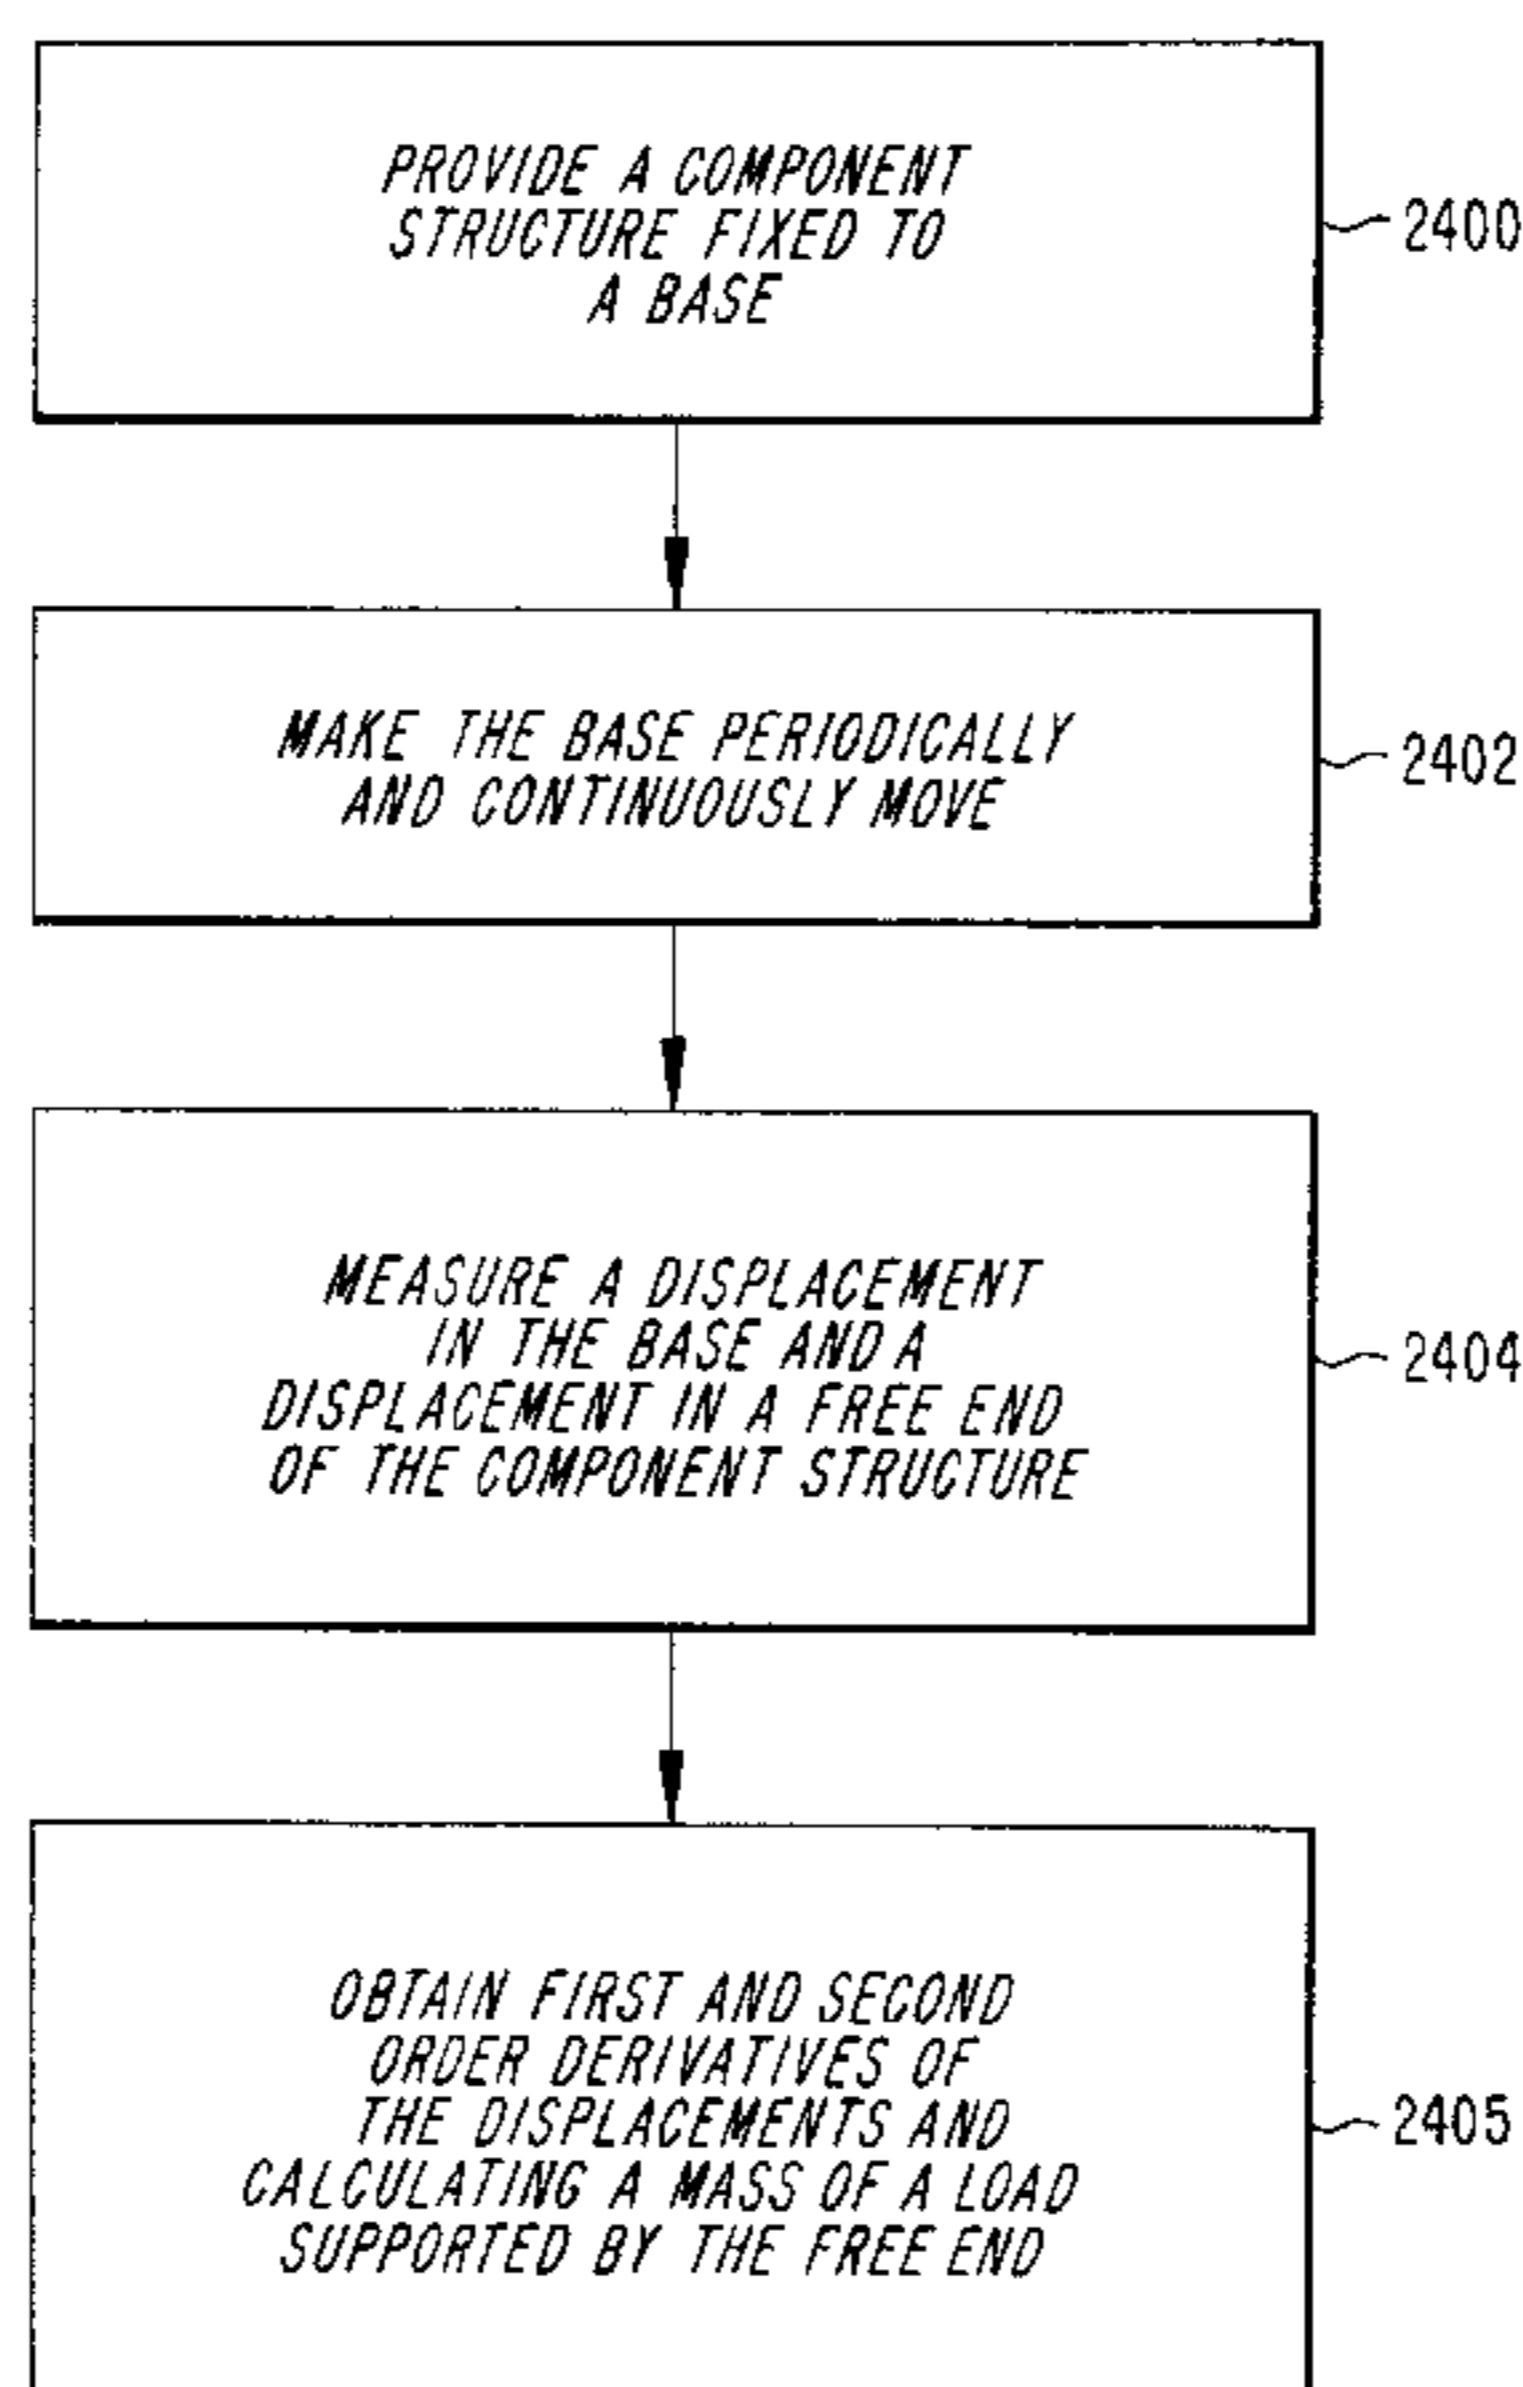 PROVIDE A COMPONENT
STRUCTURE FIXED TO
A BASE
2400
MAKE THE BASE PERIODICALLY
AND CONTINUOUSLY MOVE
2402
MEASURE A DISPLACEMENT
IN THE BASE AND A
DISPLACEMENT IN A FREE END
OF THE COMPONENT STRUCTURE
2404
OBTAIN FIRST AND SECOND
ORDER DERIVATIVES OF
THE DISPLACEMENTS AND
CALCULATING A MASS OF A LOAD
SUPPORTED BY THE FREE END
2405